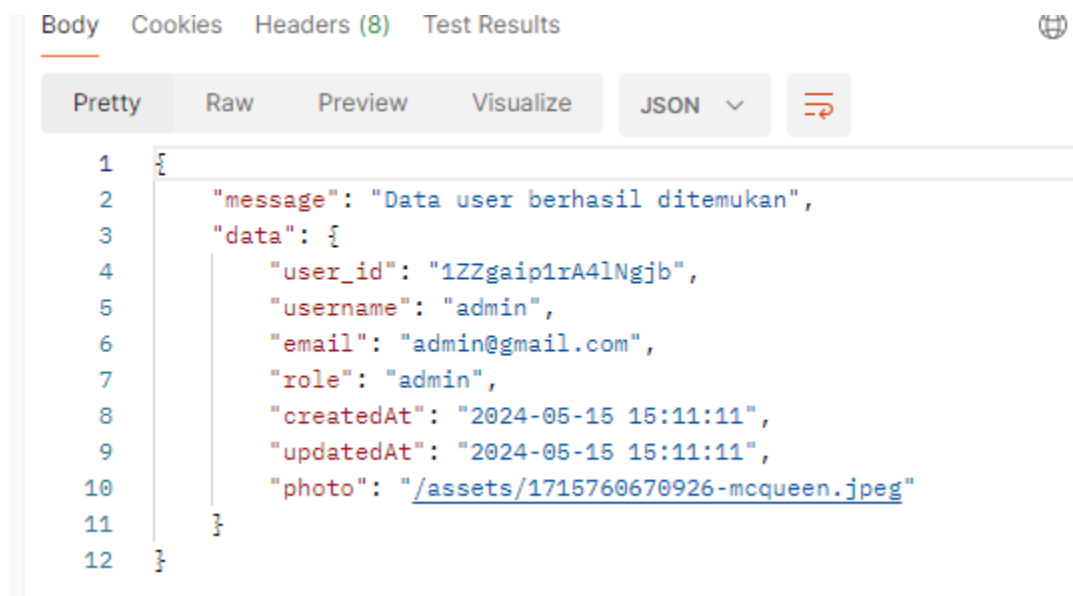 Body Cookies Headers (8) Test Results
Pretty Raw Preview Visualize JSON
1 {
2 "message": "Data user berhasil ditemukan",
3 "data": {
4 "user_id": "1ZZgaip1rA4lNgjb",
5 "username": "admin",
6 "email": "admin@gmail.com",
7 "role": "admin",
8 "createdAt": "2024-05-15 15:11:11",
9 "updatedAt": "2024-05-15 15:11:11",
10 "photo": "/assets/1715760670926-mcqueen.jpeg"
11 }
12 }